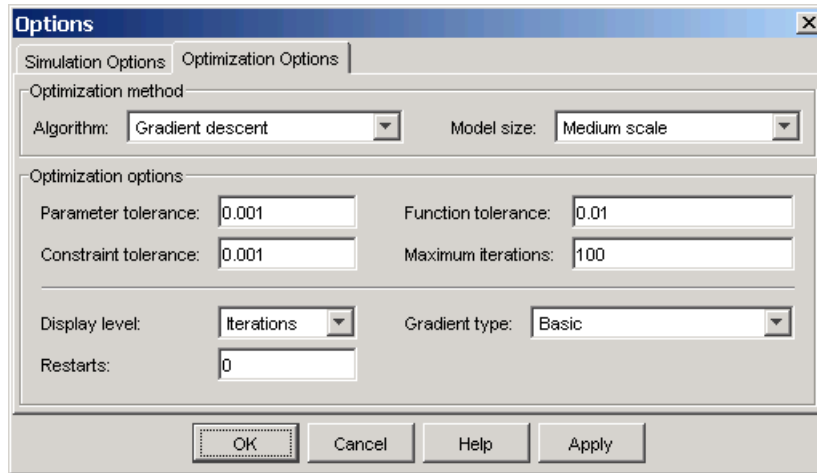 Options
Simulation Options Optimization Options
Optimization method
Algorithm: Gradient descent Model size: Medium scale
Optimization options
Parameter tolerance: 0.001 Function tolerance: 0.01
Constraint tolerance: 0.001 Maximum iterations: 100
Display level: Iterations Gradient type: Basic
Restarts: 0
OK Cancel Help Apply